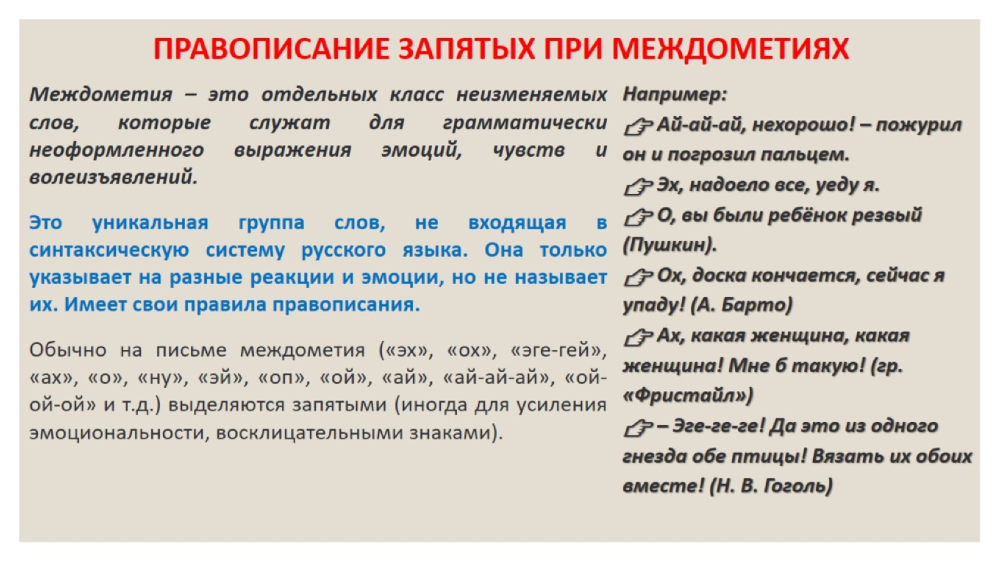 ПРАВОПИСАНИЕ ЗАПЯТЫХ ПРИ МЕЖДОМЕТИЯХ
Междометия – это отдельных класс неизменяемых
слов, которые служат для грамматически
неоформленного выражения эмоций, чувств и
волеизъявлений.
Это уникальная группа слов, не входящая в
синтаксическую систему русского языка. Она только
указывает на разные реакции и эмоции, но не называет
их. Имеет свои правила правописания.
Обычно на письме междометия («эх», «ох», «эге-гей»,
«ах», «о», «ну», «эй», «оп», «ой», «ай», «ай-ай-ай», «ой-
ой-ой» и т.д.) выделяются запятыми (иногда для усиления
эмоциональности, восклицательными знаками).
Например:
Ай-ай-ай, нехорошо! – пожурил
он и погрозил пальцем.
Эх, надоело все, уеду я.
О, вы были ребёнок резвый
(Пушкин).
Ох, доска кончается, сейчас я
упаду! (А. Барто)
Ах, какая женщина, какая
женщина! Мне б такую! (гр.
«Фристайл»)
– Эге-ге-ге! Да это из одного
гнезда обе птицы! Вязать их обоих
вместе! (Н. В. Гоголь)